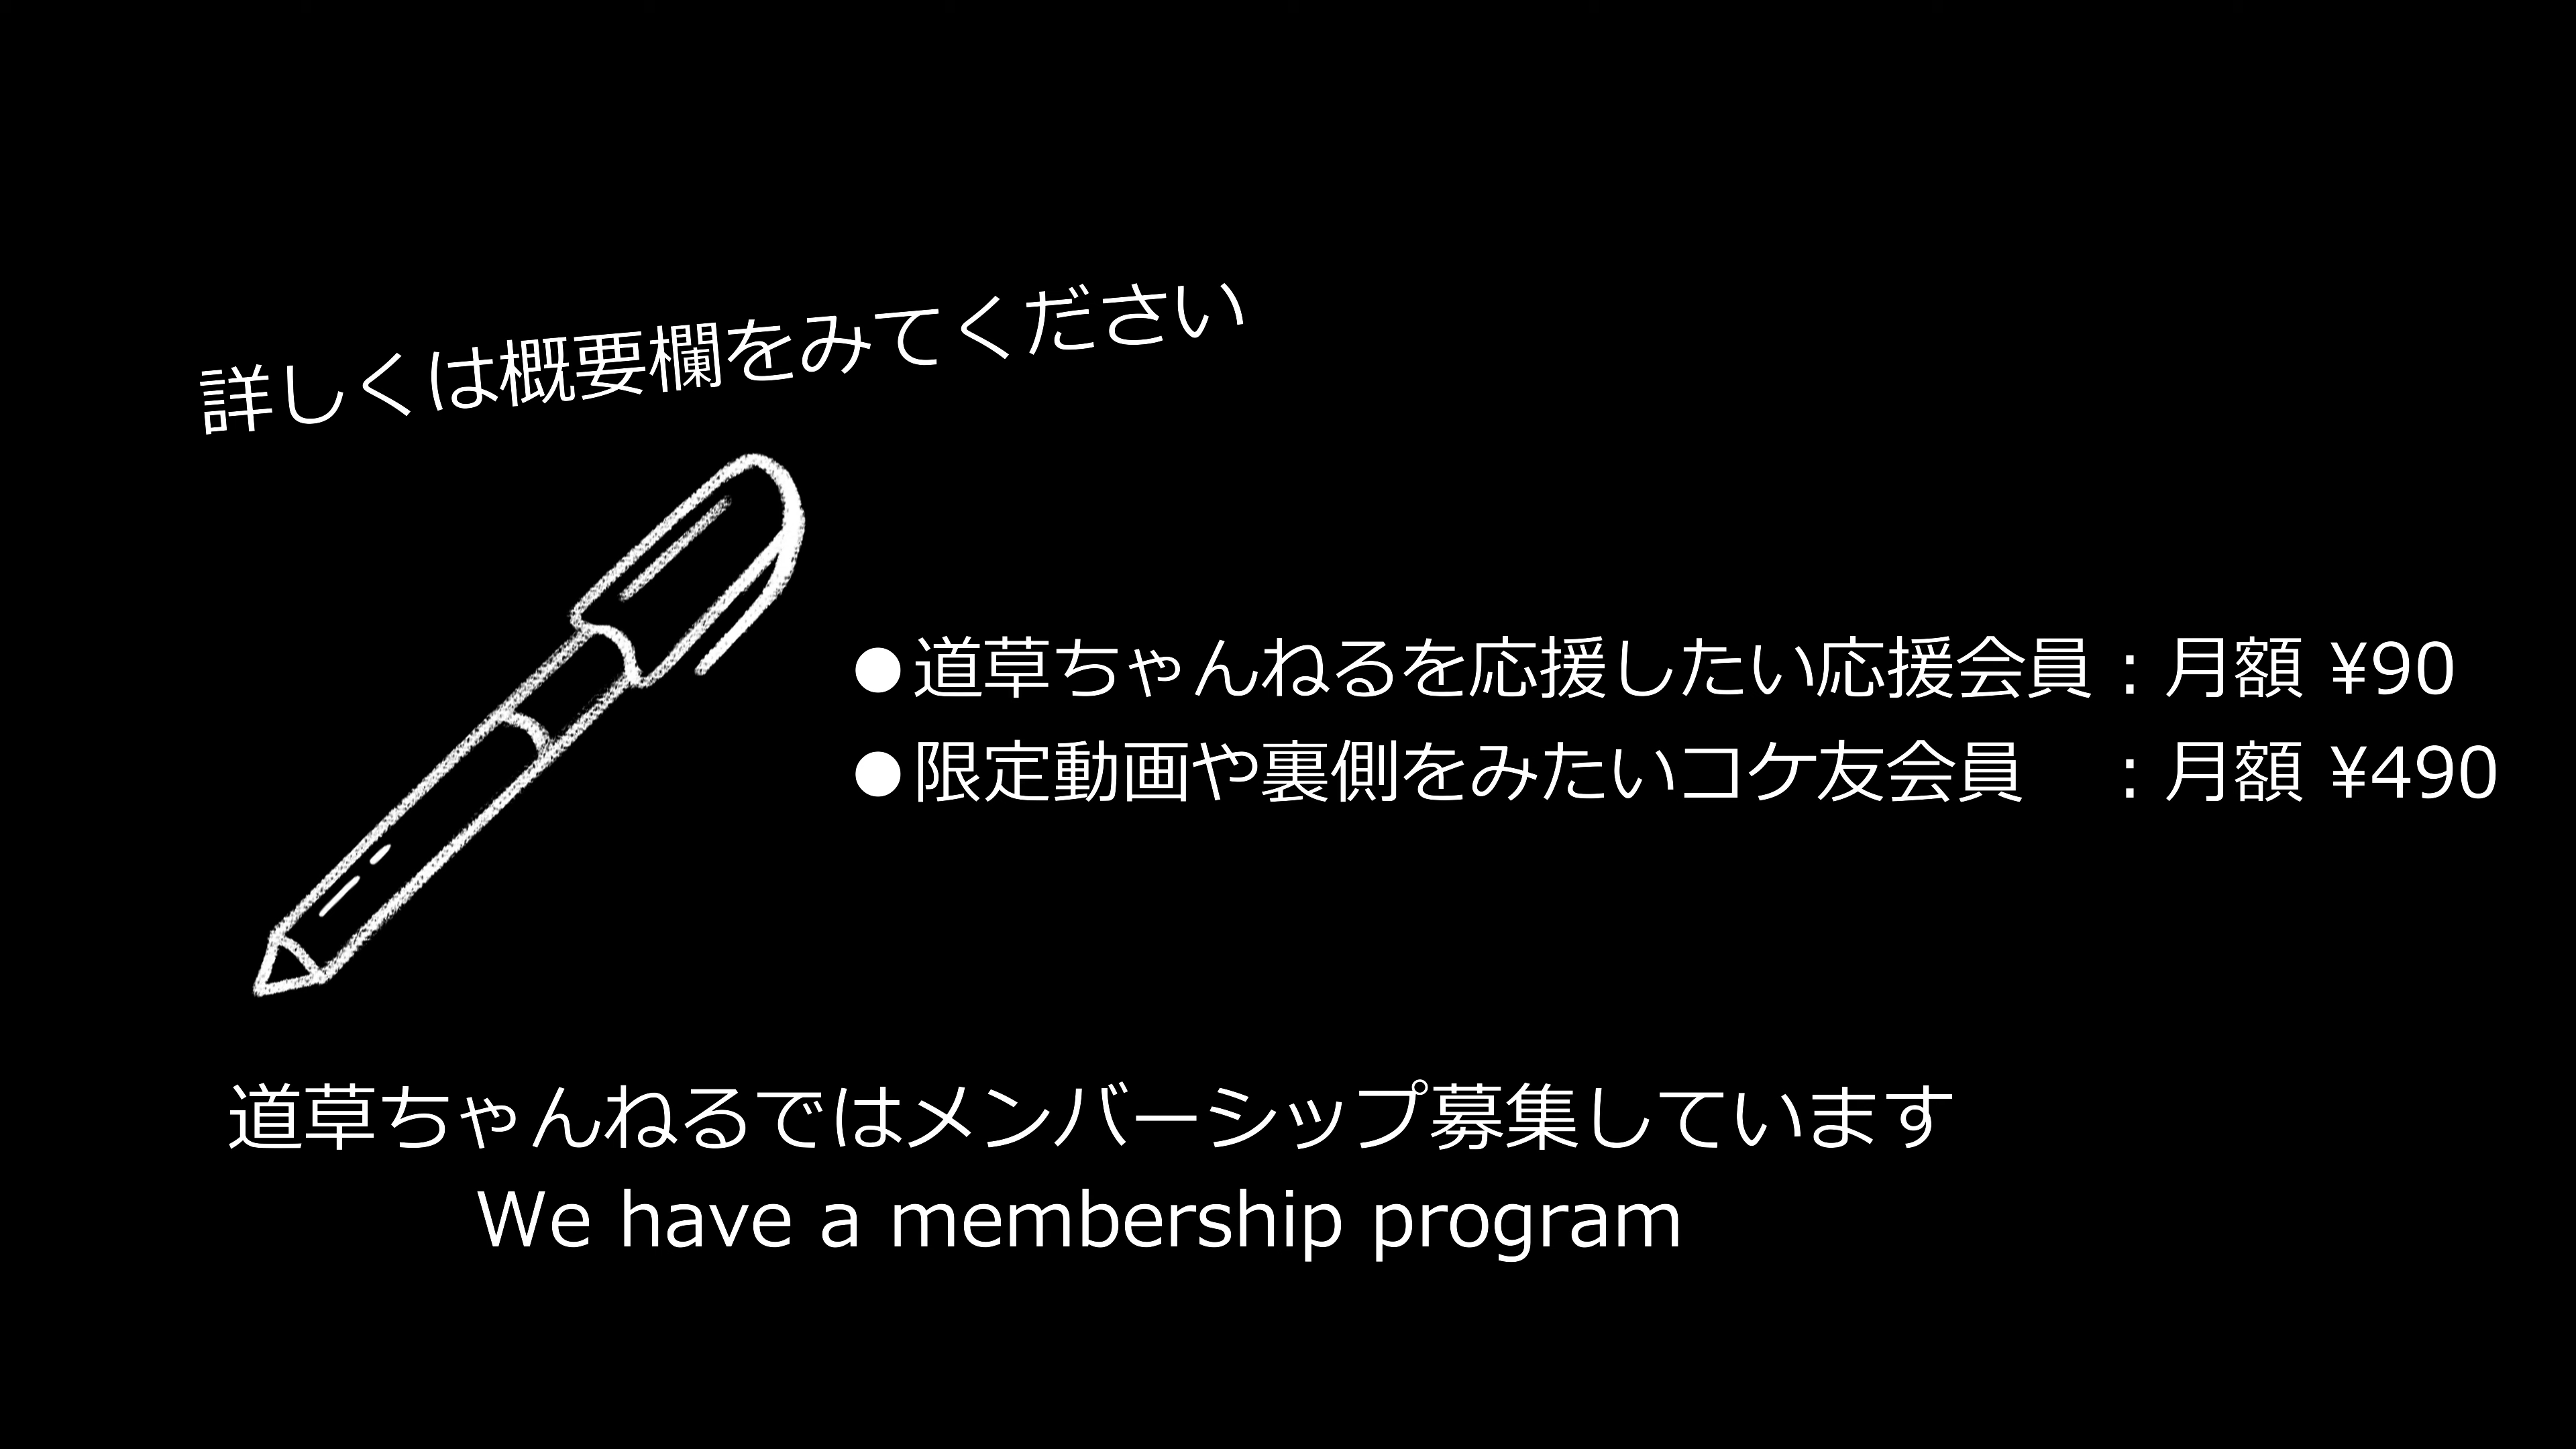 詳しくは概要欄をみてください
●道草ちゃんねるを応援したい応援会員：月額 ¥90
●限定動画や裏側をみたいコケ友会員　：月額 ¥490
道草ちゃんねるではメンバーシップ募集しています
We have a membership program